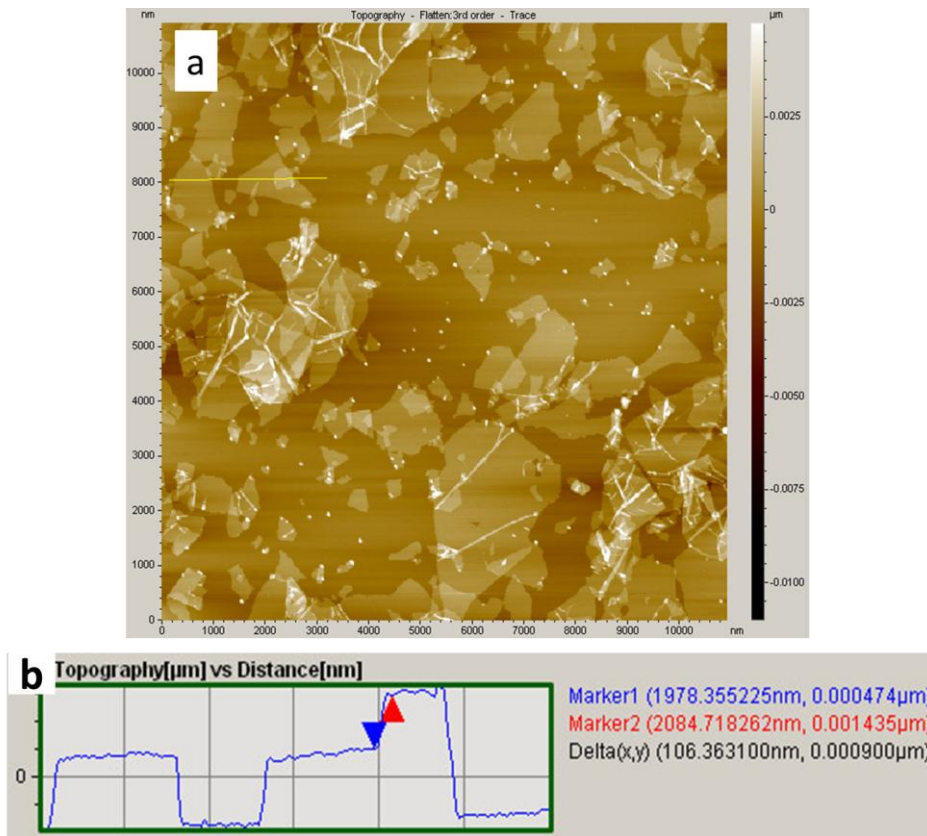 nm Topography - Flatten:3rd order - Trace µm
a
10000
9000
8000
7000
6000
5000
4000
3000
2000
1000
0
0 1000 2000 3000 4000 5000 6000 7000 8000 9000 10000 nm
0.0025
0
-0.0025
-0.0050
-0.0075
-0.0100
b Topography[µm] vs Distance[nm]
0
Marker1 (1978.355225nm, 0.000474µm)
Marker2 (2084.718262nm, 0.001435µm)
Delta(x,y) (106.363100nm, 0.000900µm)